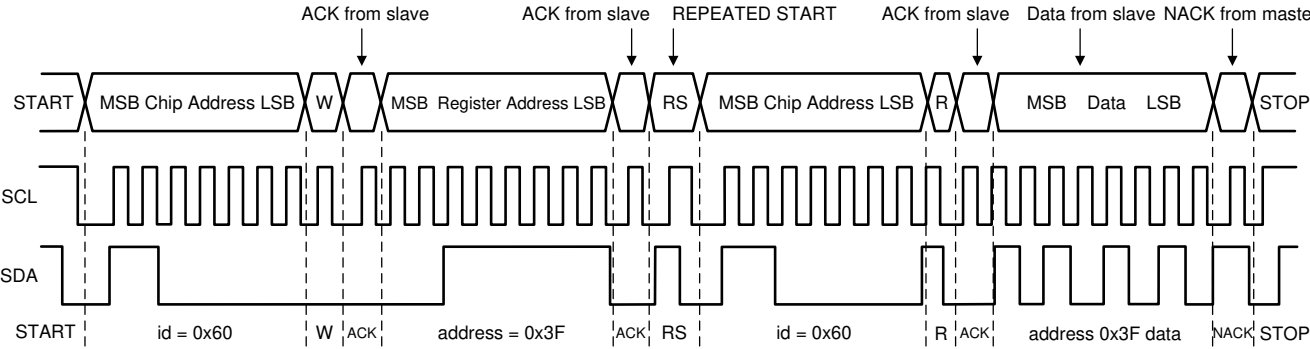 ACK from slave ACK from slave REPEATED START ACK from slave Data from slave NACK from maste
START MSB Chip Address LSB W MSB Register Address LSB RS MSB Chip Address LSB R MSB Data LSB STOP
SCL
SDA
START id = 0x60 W ACK address = 0x3F ACK RS id = 0x60 R ACK address 0x3F data NACK STOP